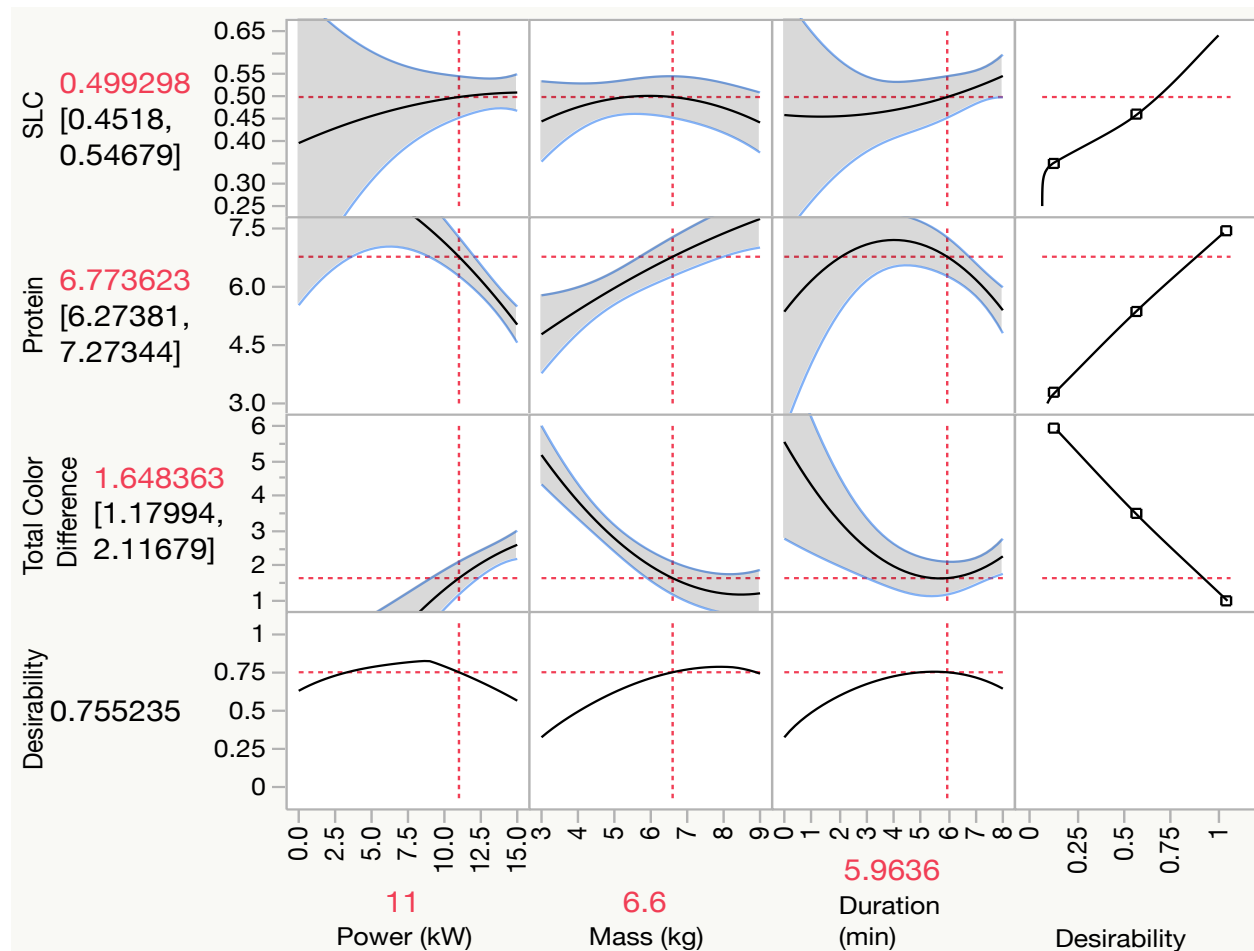 SLC
0.499298
[0.4518,
0.54679]
0.65
0.55
0.50
0.45
0.40
0.30
0.25
Protein
6.773623
[6.27381,
7.27344]
7.5
6.0
4.5
3.0
Total Color
Difference
1.648363
[1.17994,
2.11679]
6
5
4
3
2
1
Desirability
0.755235
1
0.75
0.5
0.25
0
0.0 2.5 5.0 7.5 10.0 12.5 15.0
3 4 5 6 7 8 9
0 1 2 3 4 5 6 7 8
0 0.25 0.5 0.75 1
11
Power (kW)
6.6
Mass (kg)
5.9636
Duration
(min)
Desirability